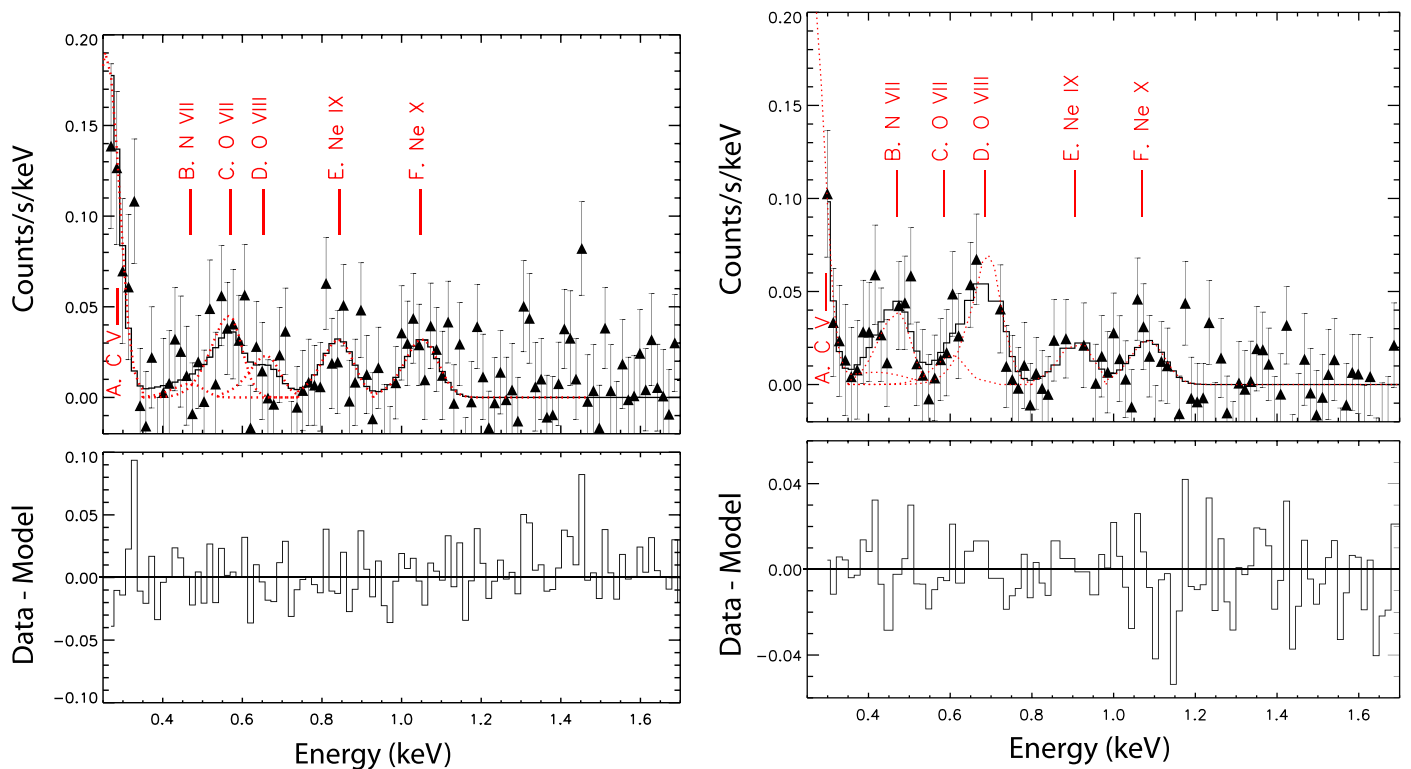 0.20
0.15
0.10
0.05
0.00
Counts/s/keV
A. C V
B. N VII
C. O VII
D. O VIII
E. Ne IX
F. Ne X
0.10
0.05
0.00
−0.05
−0.10
Data - Model
0.4 0.6 0.8 1.0 1.2 1.4 1.6
Energy (keV)
0.20
0.15
0.10
0.05
0.00
Counts/s/keV
A. C V
B. N VII
C. O VII
D. O VIII
E. Ne IX
F. Ne X
0.04
0.00
−0.04
Data - Model
0.4 0.6 0.8 1.0 1.2 1.4 1.6
Energy (keV)